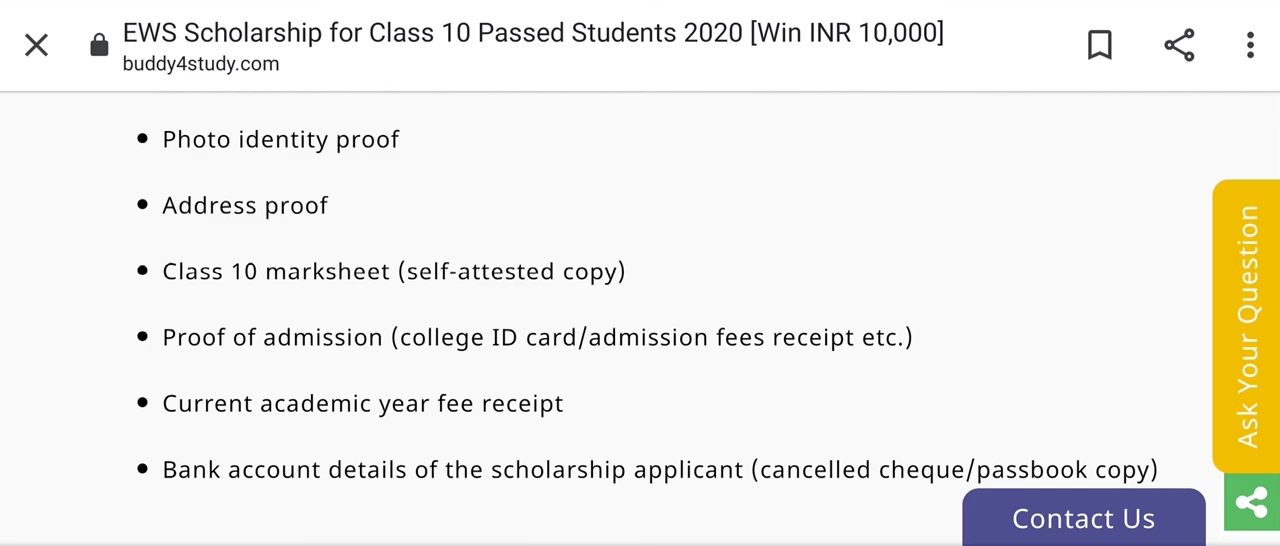 EWS Scholarship for Class 10 Passed Students 2020 [Win INR 10,000]
buddy4study.com
Photo identity proof
Address proof
Class 10 marksheet (self-attested copy)
Proof of admission (college ID card/admission fees receipt etc.)
Current academic year fee receipt
Bank account details of the scholarship applicant (cancelled cheque/passbook copy)
Ask Your Question
Contact Us